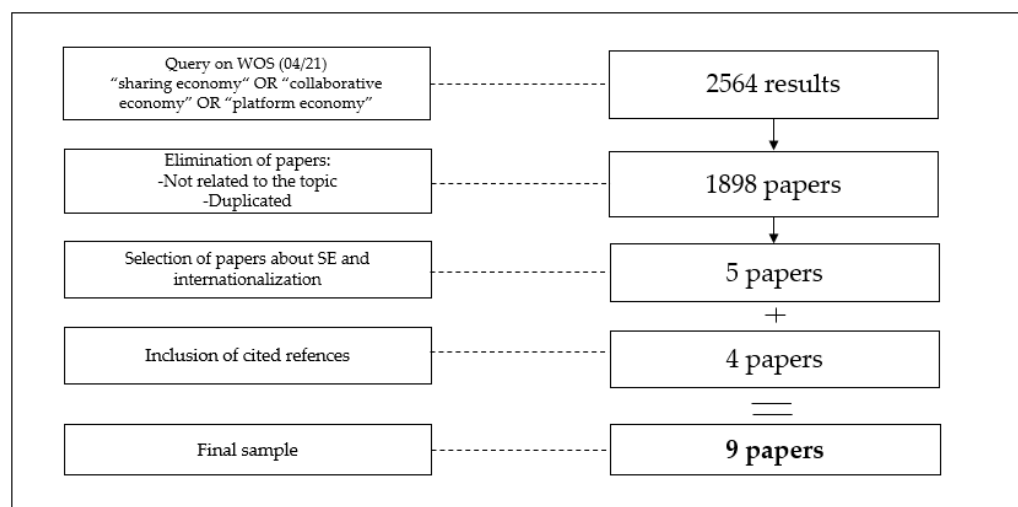 Query on WOS (04/21)
“sharing economy“ OR “collaborative
economy” OR “platform economy”
2564 results
Elimination of papers:
-Not related to the topic
-Duplicated
1898 papers
Selection of papers about SE and
internationalization
5 papers
+
Inclusion of cited refences
4 papers
=
Final sample
9 papers